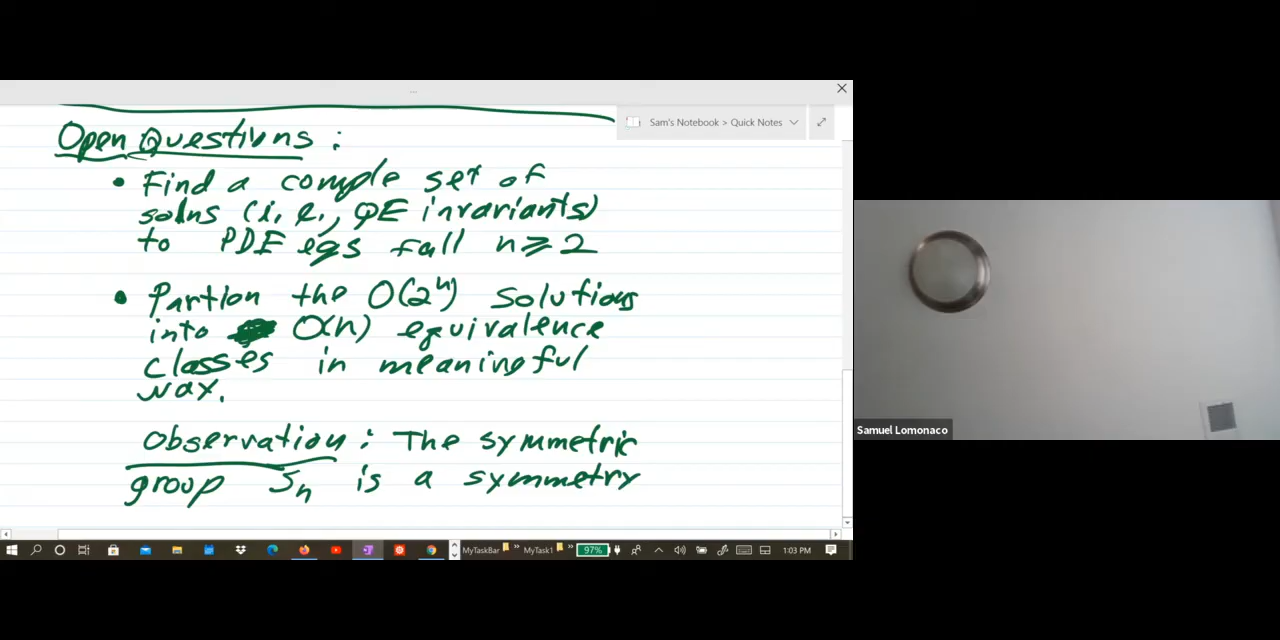 Sam's Notebook > Quick Notes
Open Questions :
• Find a comple set of
solns (i, e., QE invariants)
to PDE eqs fall n ≥ 2
• Partion the O(2ⁿ) solutions
into O(n) equivalence
classes in meaningful
way.
Observation : The symmetric
group Sₙ is a symmetry
Samuel Lomonaco
MyTaskBar
MyTask1
97%
1:03 PM